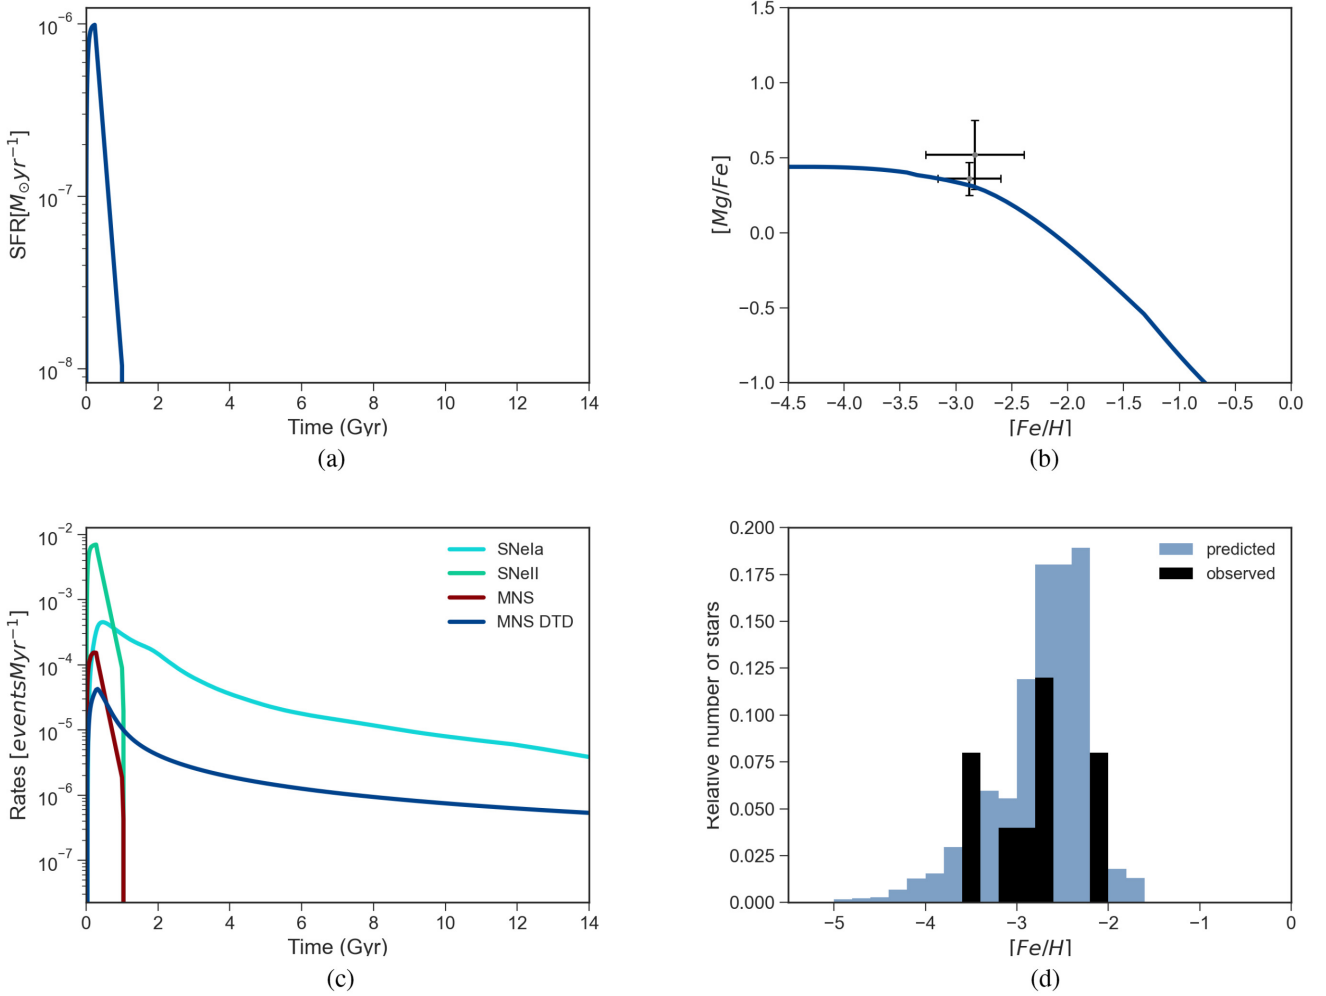 10−6
10−7
10−8
SFR[M⊙yr−1]
0 2 4 6 8 10 12 14
Time (Gyr)
(a)
1.5
1.0
0.5
0.0
−0.5
−1.0
[Mg/Fe]
−4.5 −4.0 −3.5 −3.0 −2.5 −2.0 −1.5 −1.0 −0.5 0.0
[Fe/H]
(b)
10−2
10−3
10−4
10−5
10−6
10−7
Rates [eventsMyr−1]
SNeIa
SNeII
MNS
MNS DTD
0 2 4 6 8 10 12 14
Time (Gyr)
(c)
0.200
0.175
0.150
0.125
0.100
0.075
0.050
0.025
0.000
Relative number of stars
predicted
observed
−5 −4 −3 −2 −1 0
[Fe/H]
(d)